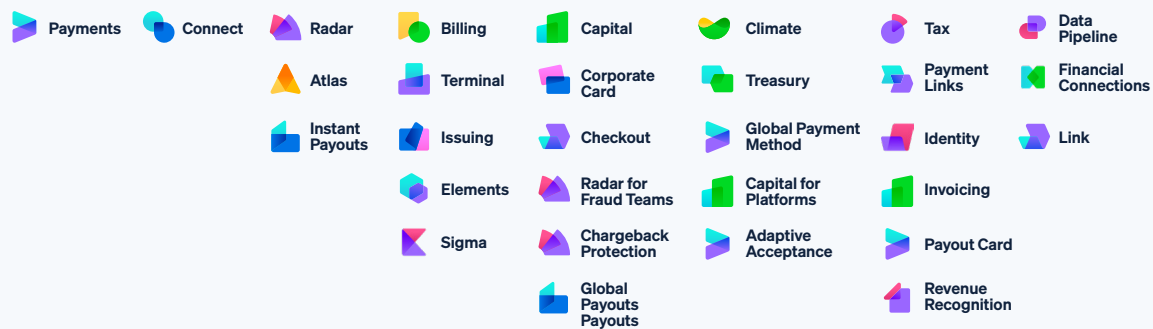 Payments
Connect
Radar
Billing
Capital
Climate
Tax
Data
Pipeline
Atlas
Terminal
Corporate
Card
Treasury
Payment
Links
Financial
Connections
Instant
Payouts
Issuing
Checkout
Global Payment
Method
Identity
Link
Elements
Radar for
Fraud Teams
Capital for
Platforms
Invoicing
Sigma
Chargeback
Protection
Adaptive
Acceptance
Payout Card
Global
Payouts
Payouts
Revenue
Recognition